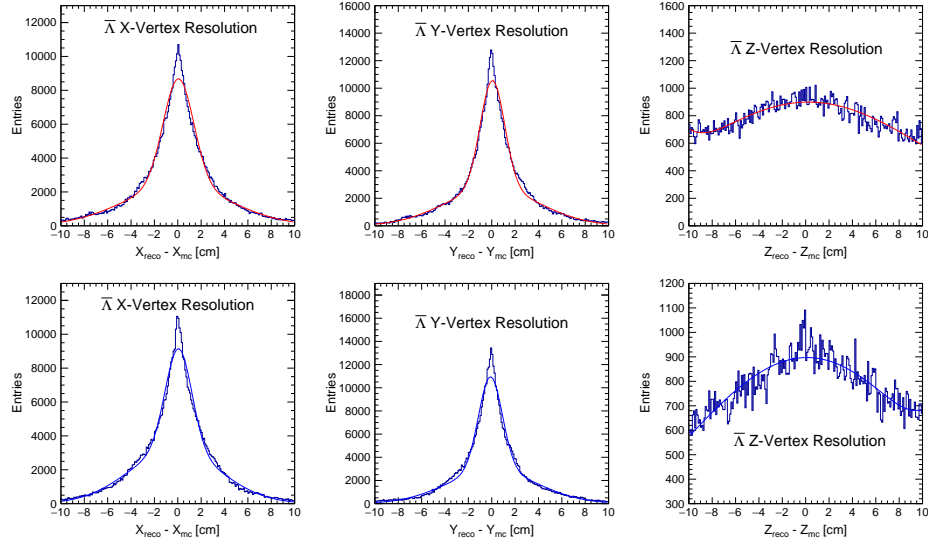 Λ̅ X-Vertex Resolution
Entries
12000
10000
8000
6000
4000
2000
0
−10 −8 −6 −4 −2 0 2 4 6 8 10
X_reco - X_mc [cm]
Λ̅ Y-Vertex Resolution
Entries
16000
14000
12000
10000
8000
6000
4000
2000
0
−10 −8 −6 −4 −2 0 2 4 6 8 10
Y_reco - Y_mc [cm]
Λ̅ Z-Vertex Resolution
Entries
1600
1400
1200
1000
800
600
400
200
0
−10 −8 −6 −4 −2 0 2 4 6 8 10
Z_reco - Z_mc [cm]
Λ̅ X-Vertex Resolution
Entries
12000
10000
8000
6000
4000
2000
0
−10 −8 −6 −4 −2 0 2 4 6 8 10
X_reco - X_mc [cm]
Λ̅ Y-Vertex Resolution
Entries
18000
16000
14000
12000
10000
8000
6000
4000
2000
0
−10 −8 −6 −4 −2 0 2 4 6 8 10
Y_reco - Y_mc [cm]
Entries
1200
1100
1000
900
800
700
600
500
400
300
Λ̅ Z-Vertex Resolution
−10 −8 −6 −4 −2 0 2 4 6 8 10
Z_reco - Z_mc [cm]